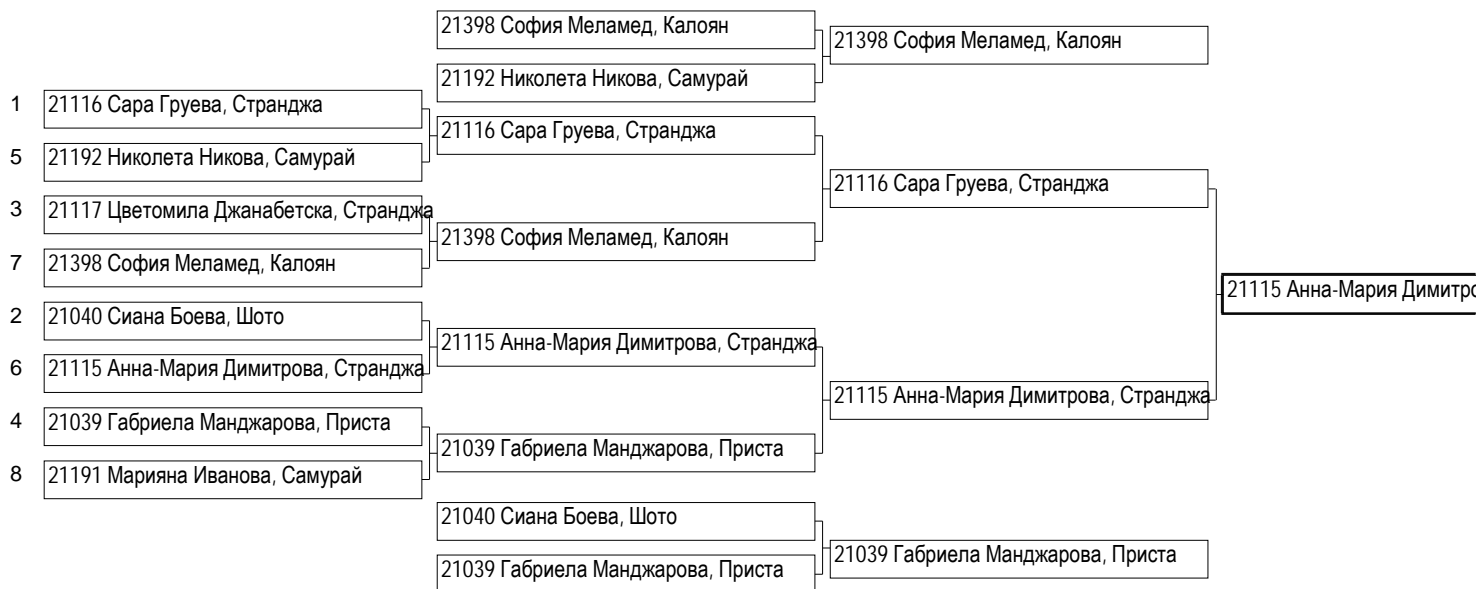 21398 София Меламед, Калоян
21398 София Меламед, Калоян
21192 Николета Никова, Самурай
1 21116 Сара Груева, Странджа
21116 Сара Груева, Странджа
5 21192 Николета Никова, Самурай
21116 Сара Груева, Странджа
3 21117 Цветомила Джанабетска, Странджа
21398 София Меламед, Калоян
7 21398 София Меламед, Калоян
21115 Анна-Мария Димитро
2 21040 Сиана Боева, Шото
21115 Анна-Мария Димитрова, Странджа
6 21115 Анна-Мария Димитрова, Странджа
21115 Анна-Мария Димитрова, Странджа
4 21039 Габриела Манджарова, Приста
21039 Габриела Манджарова, Приста
8 21191 Марияна Иванова, Самурай
21040 Сиана Боева, Шото
21039 Габриела Манджарова, Приста
21039 Габриела Манджарова, Приста